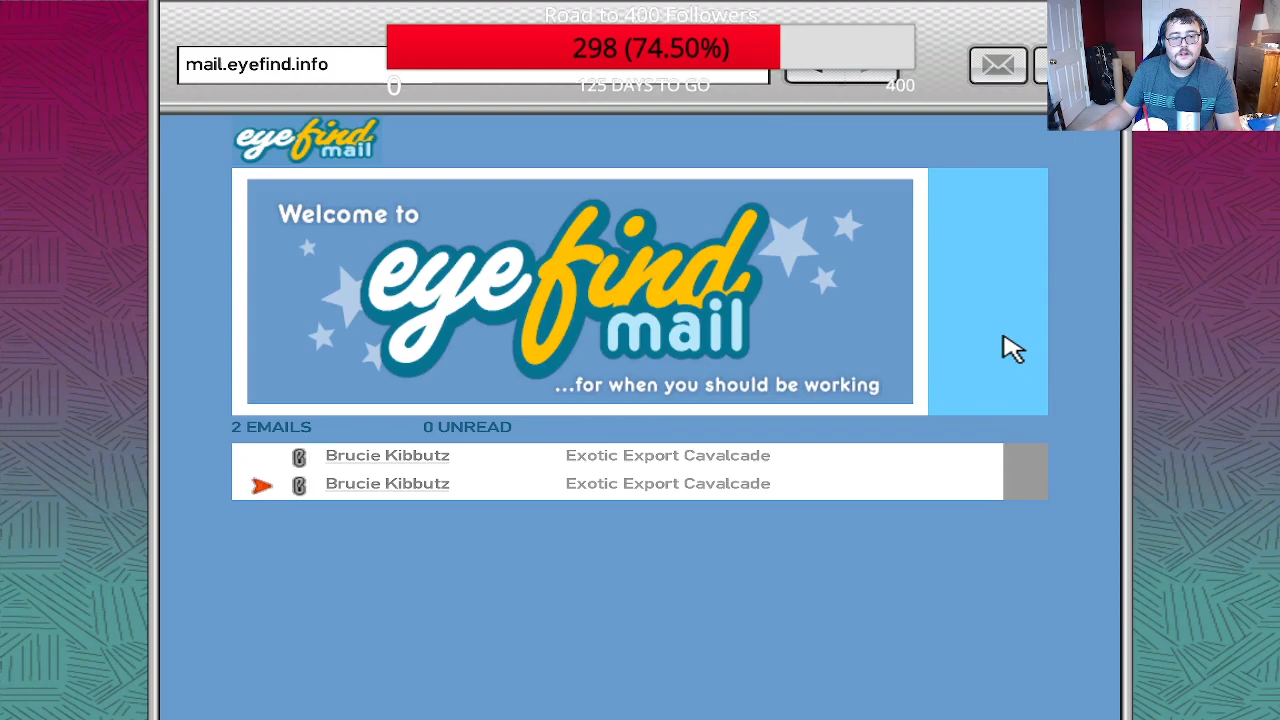 Road to 400 Followers
298 (74.50%)
0
125 DAYS TO GO
400
mail.eyefind.info
eyefind
mail
Welcome to
eyefind
mail
...for when you should be working
2 EMAILS
0 UNREAD
Brucie Kibbutz
Exotic Export Cavalcade
Brucie Kibbutz
Exotic Export Cavalcade